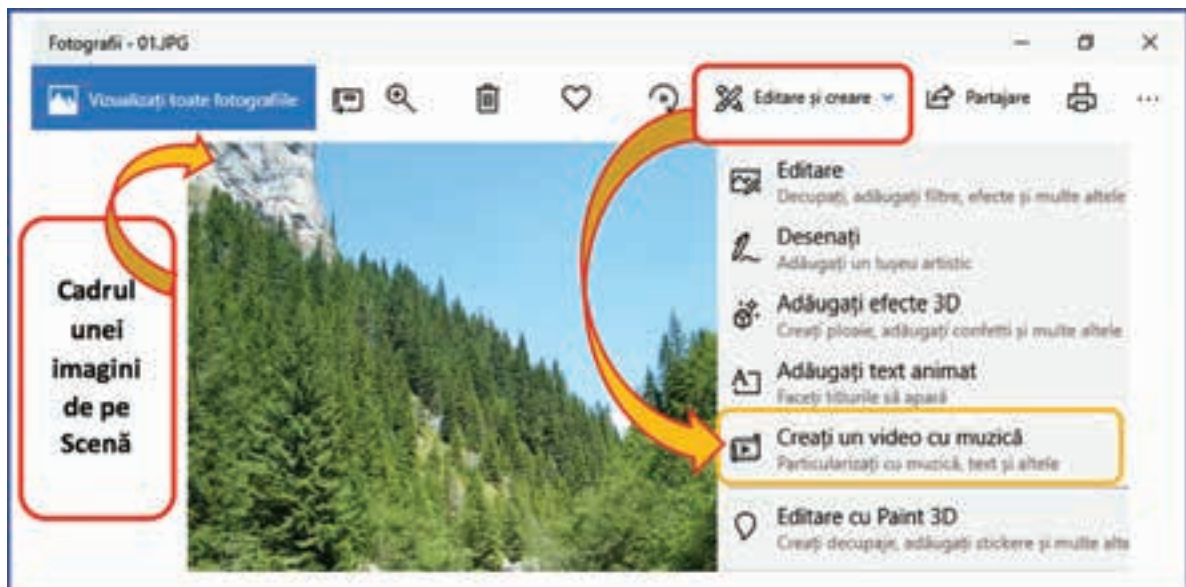 Fotografii - 01.JPG
Vizualizați toate fotografiile
Editare și creare
Partajare
Editare
Decupați, adăugați filtre, efecte și multe altele
Desenați
Adăugați un tușeu artistic
Adăugați efecte 3D
Creați ploaie, adăugați confetti și multe altele
Adăugați text animat
Faceți titlurile să apară
Creați un video cu muzică
Particularizați cu muzică, text și altele
Editare cu Paint 3D
Creați decupaje, adăugați stickere și multe alte
Cadrul
unei
imagini
de pe
Scenă